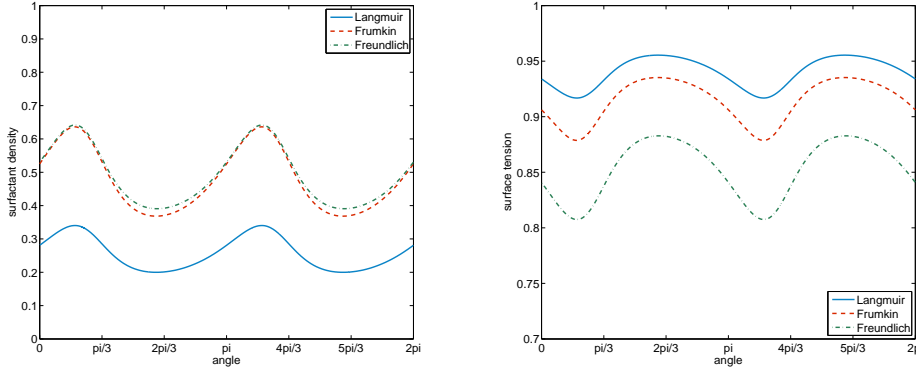 1
0.9
0.8
0.7
0.6
0.5
0.4
0.3
0.2
0.1
0
surfactant density
Langmuir
Frumkin
Freundlich
0 pi/3 2pi/3 pi 4pi/3 5pi/3 2pi
angle
1
0.95
0.9
0.85
0.8
0.75
0.7
surface tension
Langmuir
Frumkin
Freundlich
0 pi/3 2pi/3 pi 4pi/3 5pi/3 2p
angle